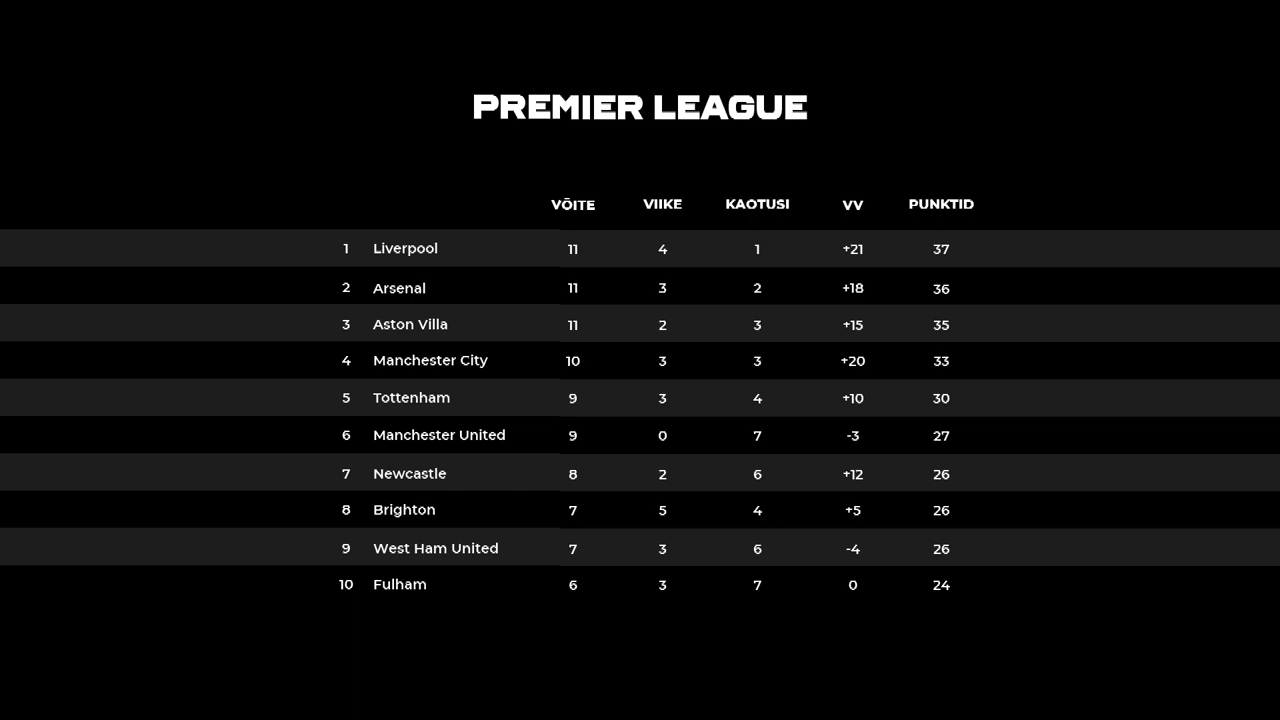 PREMIER LEAGUE
VÕITE VIIKE KAOTUSI VV PUNKTID
1 Liverpool 11 4 1 +21 37
2 Arsenal 11 3 2 +18 36
3 Aston Villa 11 2 3 +15 35
4 Manchester City 10 3 3 +20 33
5 Tottenham 9 3 4 +10 30
6 Manchester United 9 0 7 -3 27
7 Newcastle 8 2 6 +12 26
8 Brighton 7 5 4 +5 26
9 West Ham United 7 3 6 -4 26
10 Fulham 6 3 7 0 24